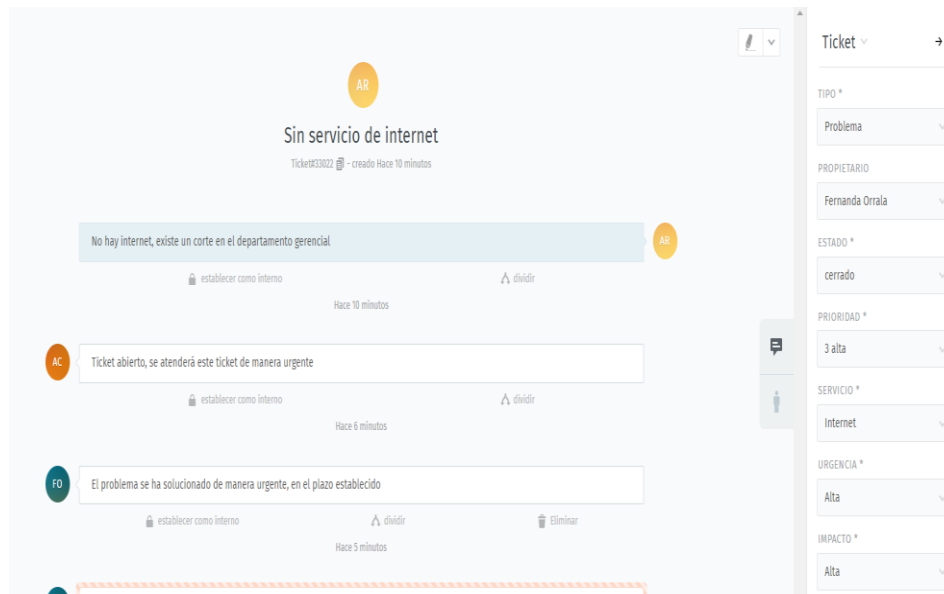 AR
Sin servicio de internet
Ticket#33022 - creado Hace 10 minutos
No hay internet, existe un corte en el departamento gerencial
AR
establecer como interno
dividir
Hace 10 minutos
AC
Ticket abierto, se atenderá este ticket de manera urgente
establecer como interno
dividir
Hace 6 minutos
FO
El problema se ha solucionado de manera urgente, en el plazo establecido
establecer como interno
dividir
Eliminar
Hace 5 minutos
Ticket
TIPO *
Problema
PROPIETARIO
Fernanda Orrala
ESTADO *
cerrado
PRIORIDAD *
3 alta
SERVICIO *
Internet
URGENCIA *
Alta
IMPACTO *
Alta